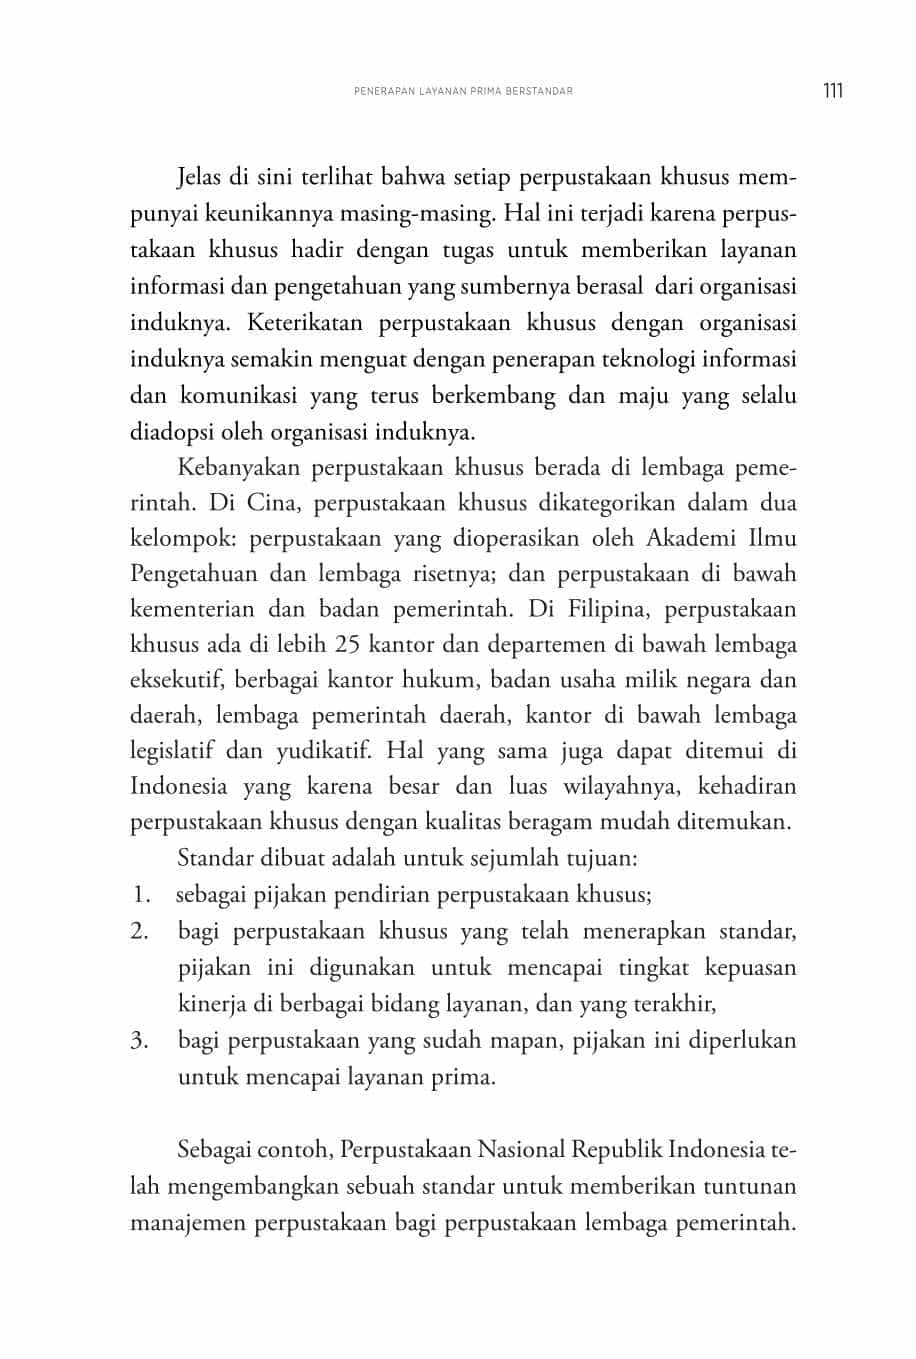 PENERAPAN LAYANAN PRIMA BERSTANDAR 111
Jelas di sini terlihat bahwa setiap perpustakaan khusus mem-
punyai keunikannya masing-masing. Hal ini terjadi karena perpus-
takaan khusus hadir dengan tugas untuk memberikan layanan
informasi dan pengetahuan yang sumbernya berasal dari organisasi
induknya. Keterikatan perpustakaan khusus dengan organisasi
induknya semakin menguat dengan penerapan teknologi informasi
dan komunikasi yang terus berkembang dan maju yang selalu
diadopsi oleh organisasi induknya.
Kebanyakan perpustakaan khusus berada di lembaga peme-
rintah. Di Cina, perpustakaan khusus dikategorikan dalam dua
kelompok: perpustakaan yang dioperasikan oleh Akademi Ilmu
Pengetahuan dan lembaga risetnya; dan perpustakaan di bawah
kementerian dan badan pemerintah. Di Filipina, perpustakaan
khusus ada di lebih 25 kantor dan departemen di bawah lembaga
eksekutif, berbagai kantor hukum, badan usaha milik negara dan
daerah, lembaga pemerintah daerah, kantor di bawah lembaga
legislatif dan yudikatif. Hal yang sama juga dapat ditemui di
Indonesia yang karena besar dan luas wilayahnya, kehadiran
perpustakaan khusus dengan kualitas beragam mudah ditemukan.
Standar dibuat adalah untuk sejumlah tujuan:
1. sebagai pijakan pendirian perpustakaan khusus;
2. bagi perpustakaan khusus yang telah menerapkan standar,
pijakan ini digunakan untuk mencapai tingkat kepuasan
kinerja di berbagai bidang layanan, dan yang terakhir,
3. bagi perpustakaan yang sudah mapan, pijakan ini diperlukan
untuk mencapai layanan prima.
Sebagai contoh, Perpustakaan Nasional Republik Indonesia te-
lah mengembangkan sebuah standar untuk memberikan tuntunan
manajemen perpustakaan bagi perpustakaan lembaga pemerintah.